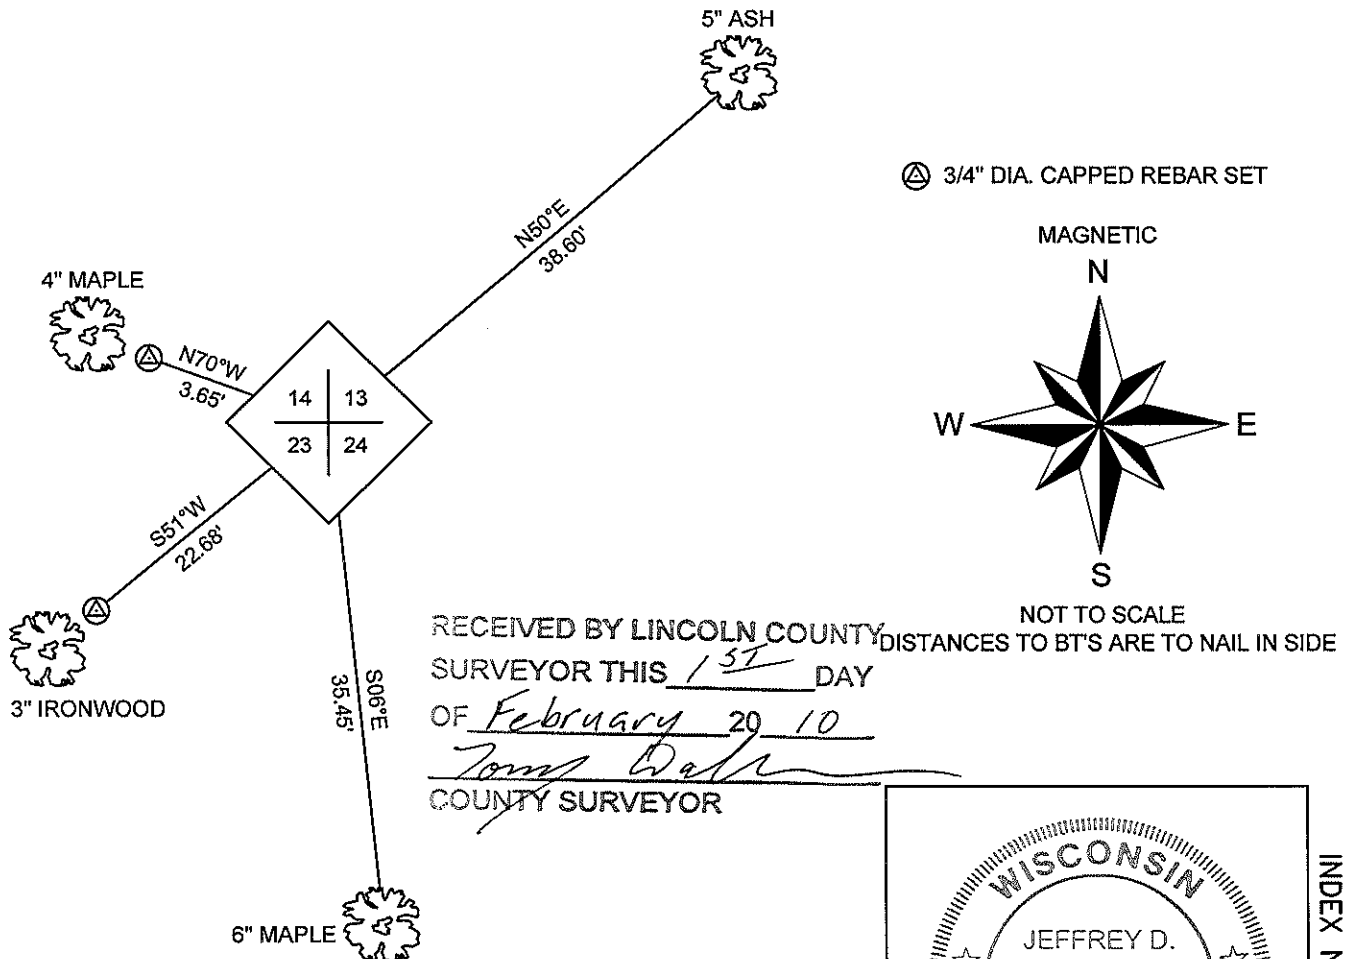 5" ASH
3/4" DIA. CAPPED REBAR SET
MAGNETIC
N
W
E
S
NOT TO SCALE
DISTANCES TO BT'S ARE TO NAIL IN SIDE
N50°E
38.60'
4" MAPLE
N70°W
3.65'
14 13
23 24
S51°W
22.68'
3" IRONWOOD
S06°E
35.45'
6" MAPLE
RECEIVED BY LINCOLN COUNTY
SURVEYOR THIS 1ST DAY
OF February 20 10
COUNTY SURVEYOR
WISCONSIN
JEFFREY D.
INDEX